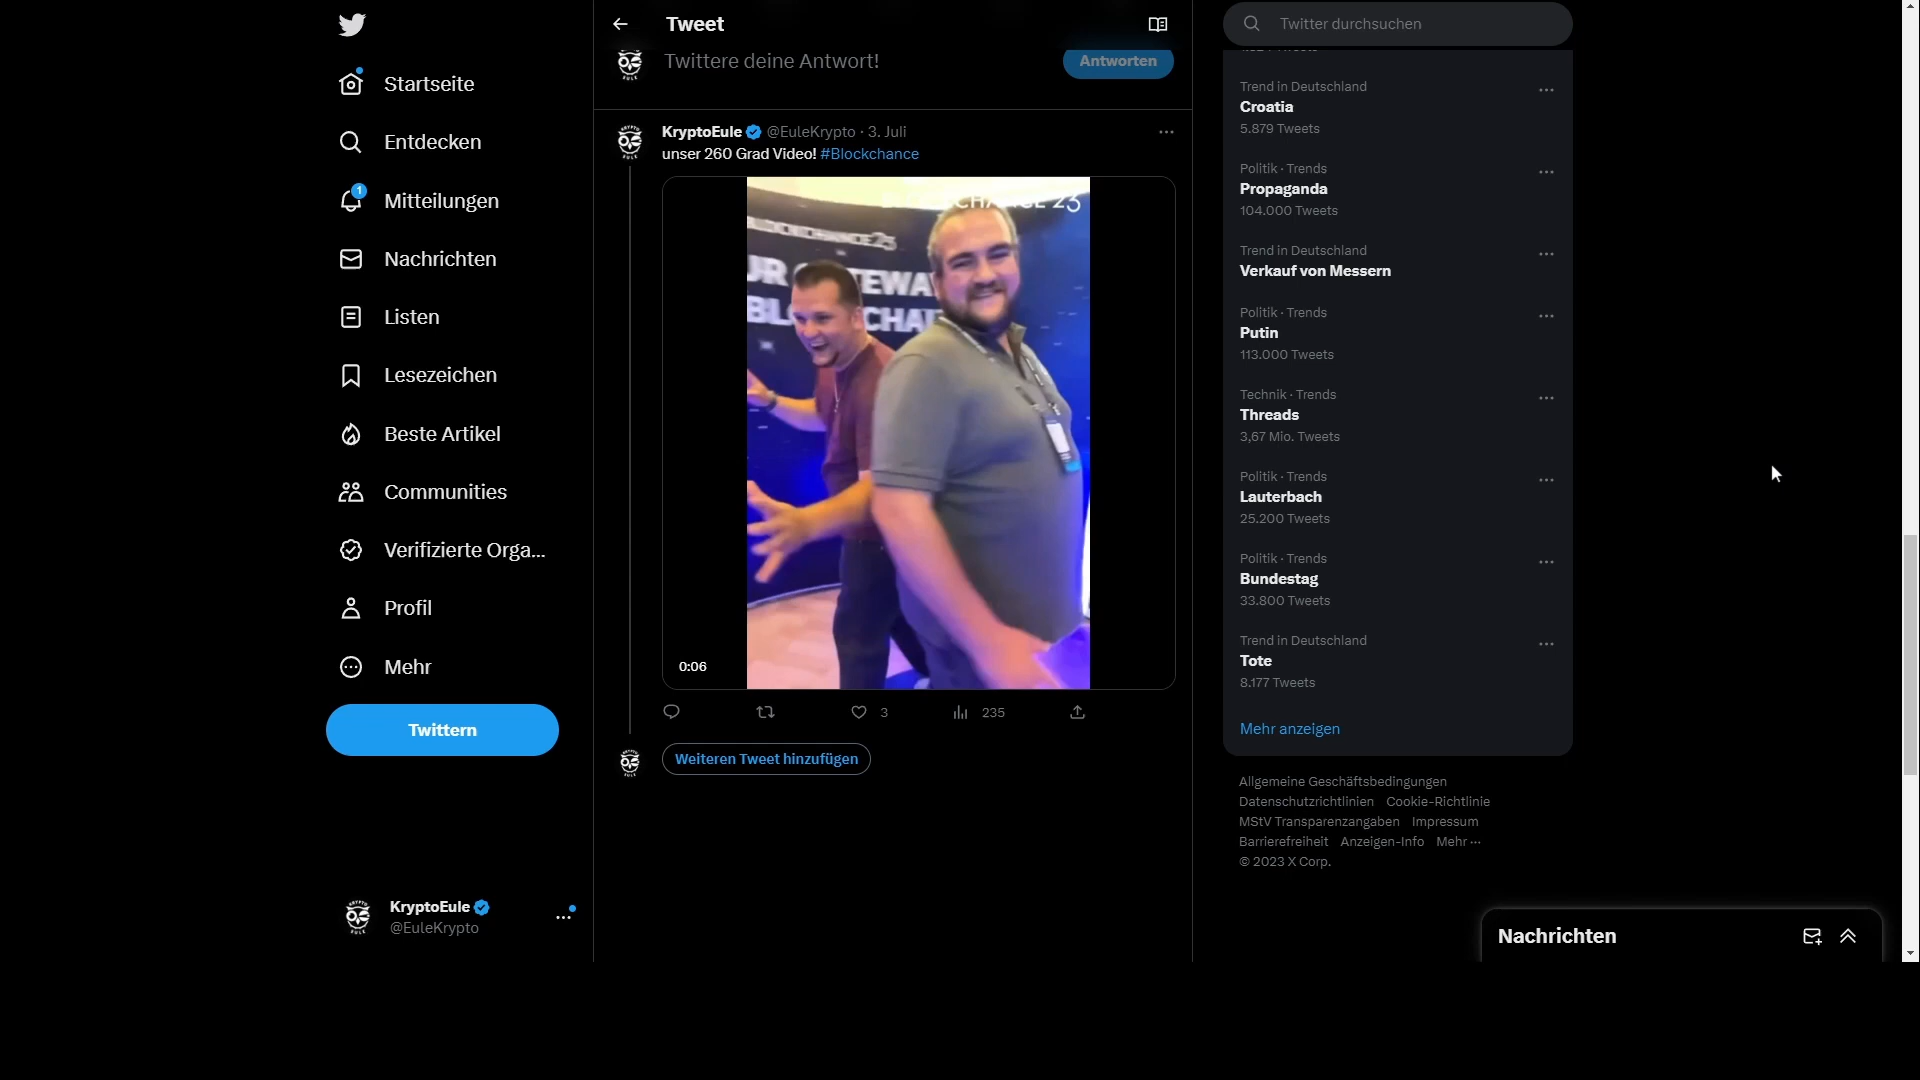 Startseite
Entdecken
1
Mitteilungen
Nachrichten
Listen
Lesezeichen
Beste Artikel
Communities
Verifizierte Orga...
Profil
Mehr
Twittern
KryptoEule
@EuleKrypto
Tweet
Twittere deine Antwort!
Antworten
KryptoEule @EuleKrypto · 3. Juli
unser 260 Grad Video! #Blockchance
0:06
3
235
Weiteren Tweet hinzufügen
Twitter durchsuchen
Trend in Deutschland
Croatia
5.879 Tweets
Politik · Trends
Propaganda
104.000 Tweets
Trend in Deutschland
Verkauf von Messern
Politik · Trends
Putin
113.000 Tweets
Technik · Trends
Threads
3,67 Mio. Tweets
Politik · Trends
Lauterbach
25.200 Tweets
Politik · Trends
Bundestag
33.800 Tweets
Trend in Deutschland
Tote
8.177 Tweets
Mehr anzeigen
Allgemeine Geschäftsbedingungen
Datenschutzrichtlinien Cookie-Richtlinie
MStV Transparenzangaben Impressum
Barrierefreiheit Anzeigen-Info Mehr ···
© 2023 X Corp.
Nachrichten